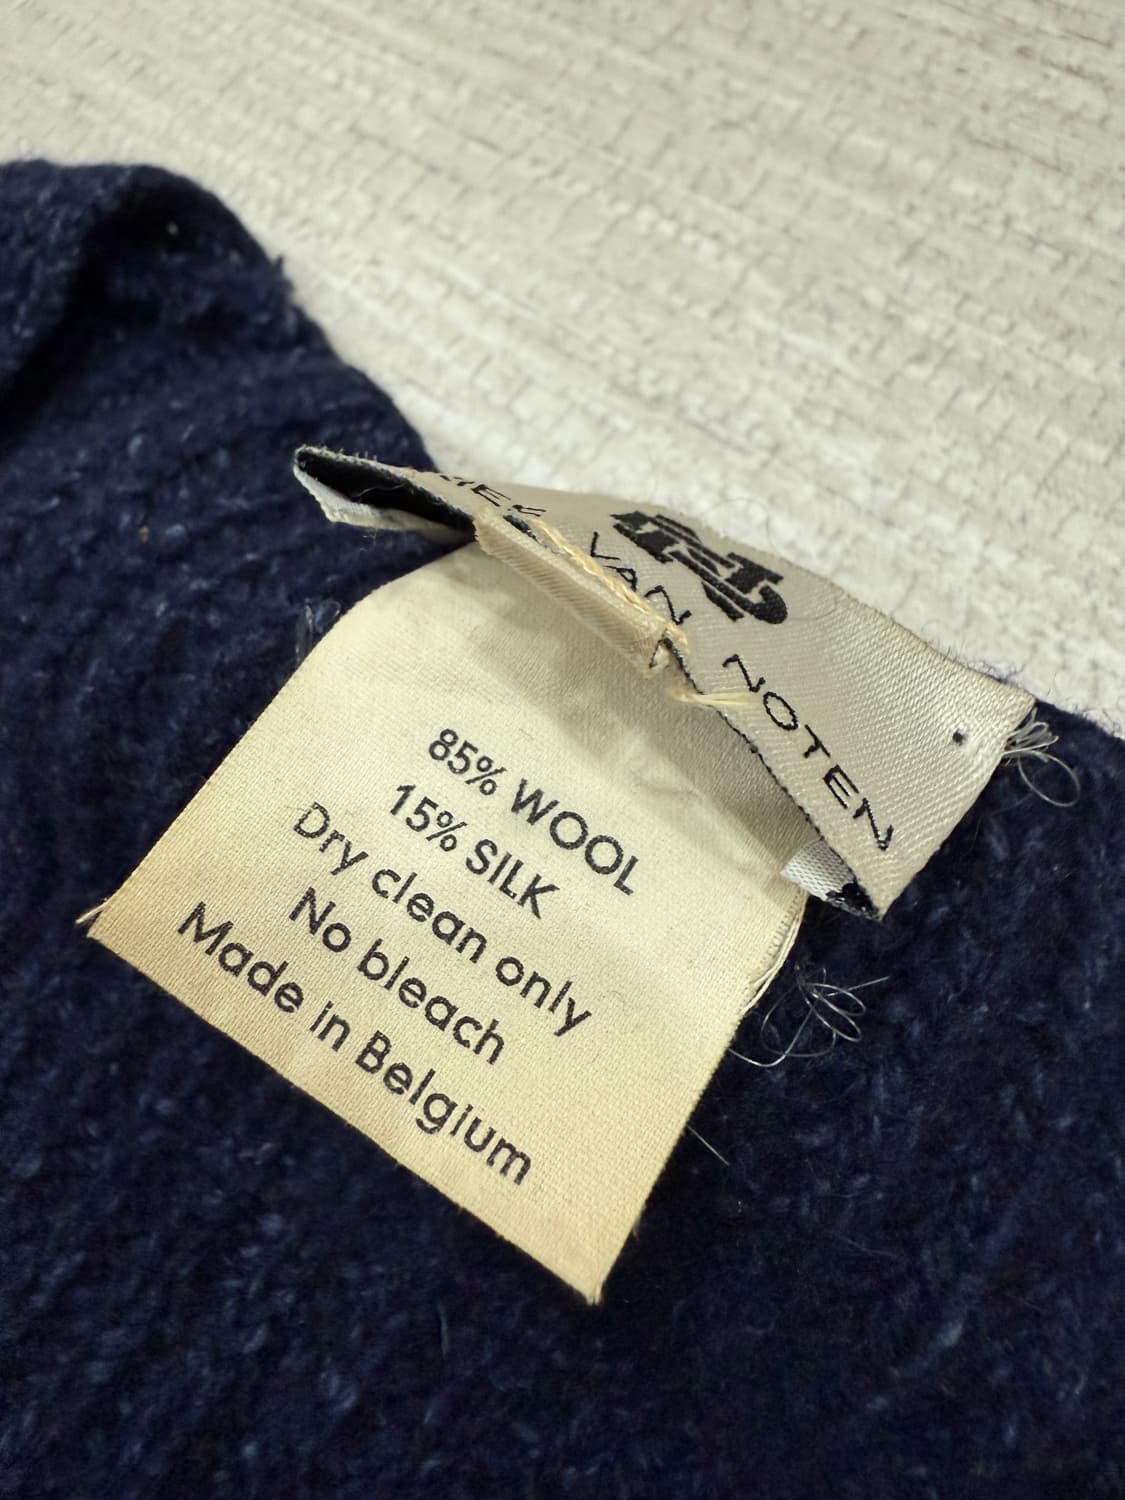 VAN NOTEN
85% WOOL
15% SILK
Dry clean only
No bleach
Made in Belgium